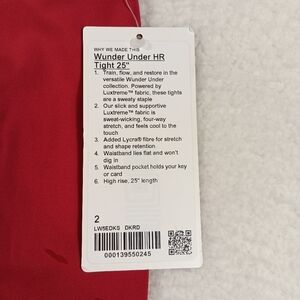 WHY WE MADE THIS
Wunder Under HR
Tight 25"
1. Train, flow, and restore in the
versatile Wunder Under
collection. Powered by
Luxtreme™ fabric, these tights
are a sweaty staple
2. Our slick and supportive
Luxtreme™ fabric is
sweat-wicking, four-way
stretch, and feels cool to the
touch
3. Added Lycra® fibre for stretch
and shape retention
4. Waistband lies flat and won't
dig in
5. Waistband pocket holds your
key or card
6. High rise, 25" length
2
LW5EDKS DKRD
000139550245